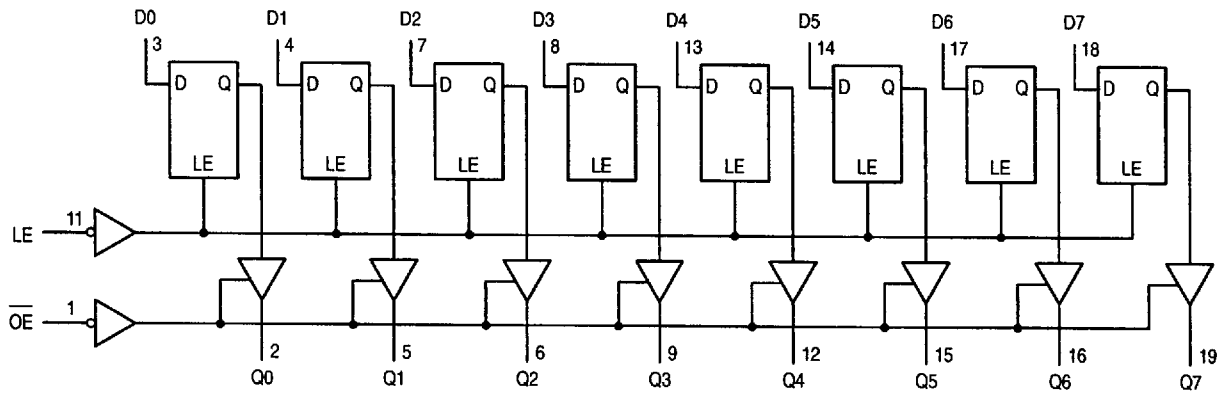 D0 D1 D2 D3 D4 D5 D6 D7
3 4 7 8 13 14 17 18
D Q D Q D Q D Q D Q D Q D Q D Q
LE LE LE LE LE LE LE LE
LE 11
O̅E̅ 1
2 5 6 9 12 15 16 19
Q0 Q1 Q2 Q3 Q4 Q5 Q6 Q7